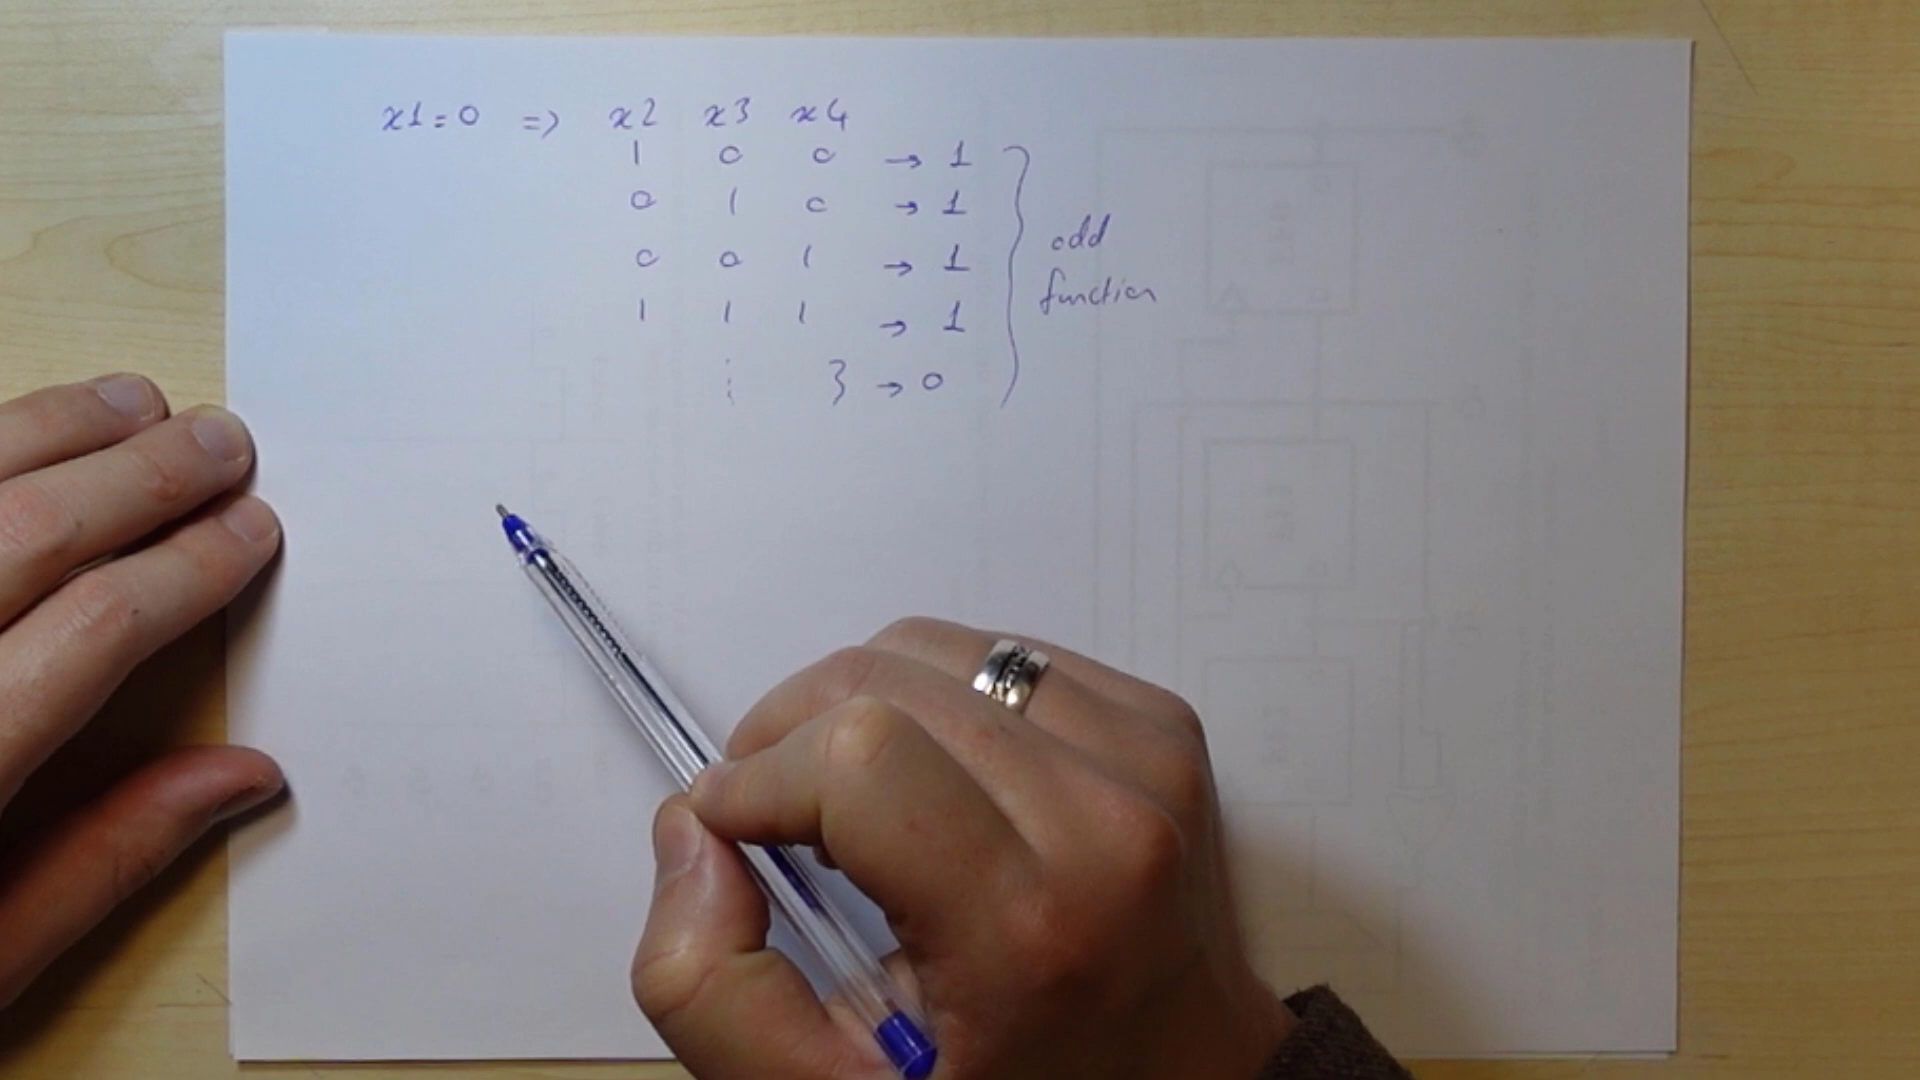 x1=0 => x2 x3 x4
1 0 0 → 1
0 1 0 → 1
0 0 1 → 1
1 1 1 → 1
⋮ } → 0
odd
function